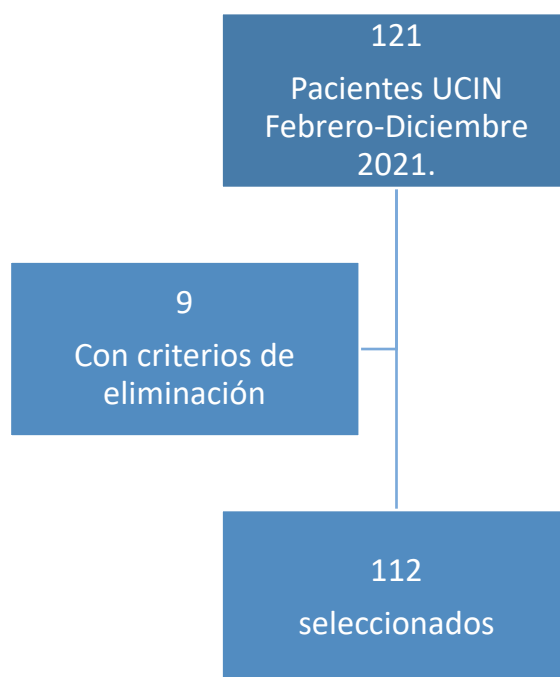 121
Pacientes UCIN
Febrero-Diciembre
2021.
9
Con criterios de
eliminación
112
seleccionados